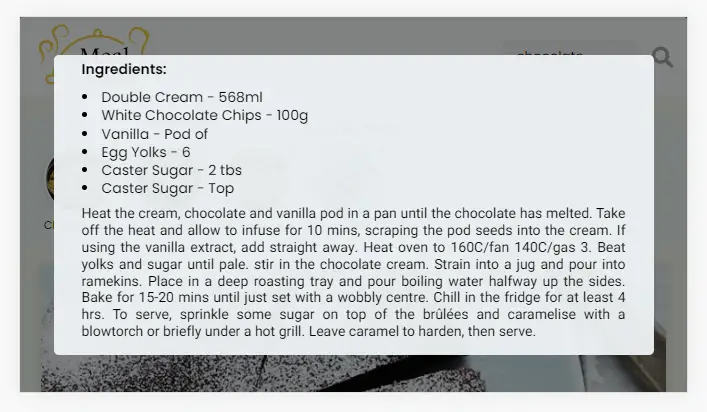 Meal
chocolate
Ingredients:
Double Cream - 568ml
White Chocolate Chips - 100g
Vanilla - Pod of
Egg Yolks - 6
Caster Sugar - 2 tbs
Caster Sugar - Top
Heat the cream, chocolate and vanilla pod in a pan until the chocolate has melted. Take
off the heat and allow to infuse for 10 mins, scraping the pod seeds into the cream. If
using the vanilla extract, add straight away. Heat oven to 160C/fan 140C/gas 3. Beat
yolks and sugar until pale. stir in the chocolate cream. Strain into a jug and pour into
ramekins. Place in a deep roasting tray and pour boiling water halfway up the sides.
Bake for 15-20 mins until just set with a wobbly centre. Chill in the fridge for at least 4
hrs. To serve, sprinkle some sugar on top of the brûlées and caramelise with a
blowtorch or briefly under a hot grill. Leave caramel to harden, then serve.